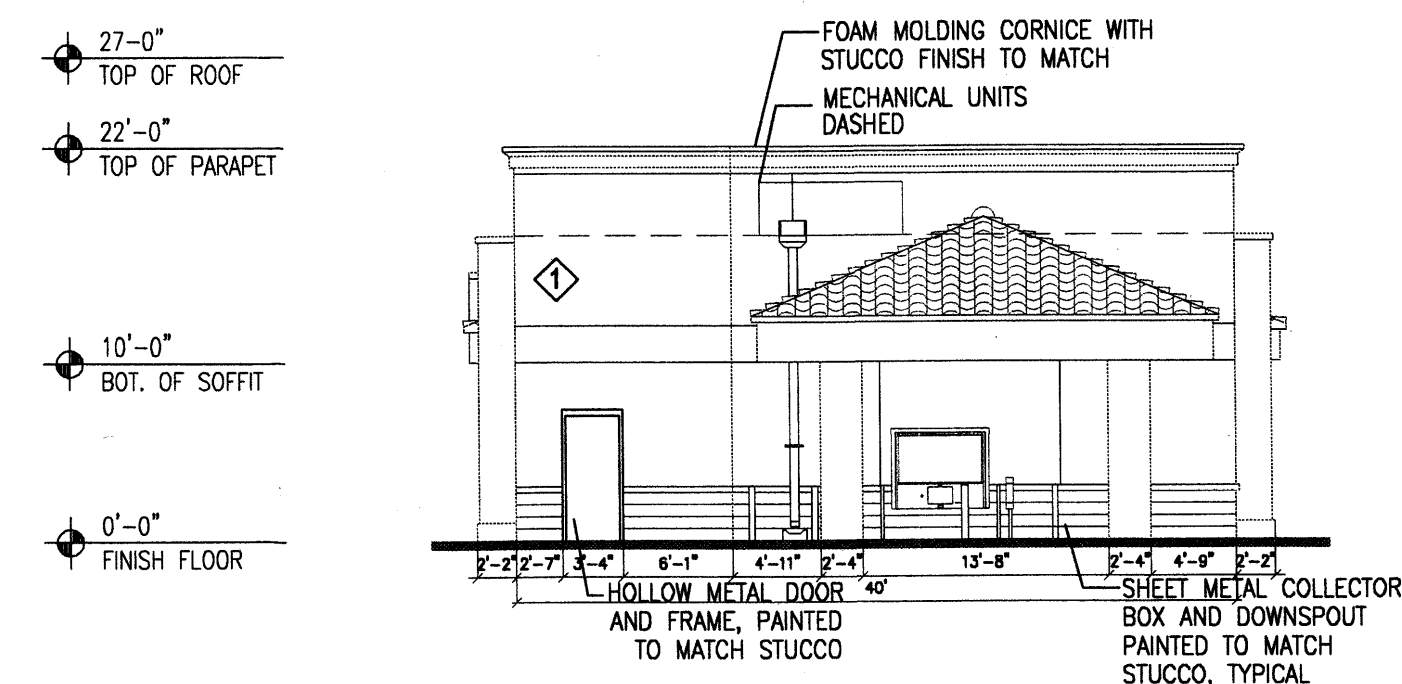 27-0"
TOP OF ROOF
22'-0"
TOP OF PARAPET
10'-0"
BOT. OF SOFFIT
0'-0"
FINISH FLOOR
FOAM MOLDING CORNICE WITH
STUCCO FINISH TO MATCH
MECHANICAL UNITS
DASHED
1
2'-2" 2'-7" 3'-4" 6'-1" 4'-11" 2'-4" 13'-8" 2'-4" 4'-9" 2'-2"
40'
HOLLOW METAL DOOR
AND FRAME, PAINTED
TO MATCH STUCCO
SHEET METAL COLLECTOR
BOX AND DOWNSPOUT
PAINTED TO MATCH
STUCCO, TYPICAL